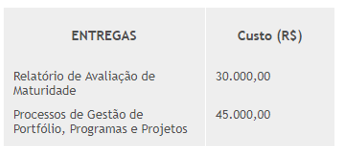 ENTREGAS Custo (R$)
Relatório de Avaliação de 30.000,00
Maturidade
Processos de Gestão de 45.000,00
Portfólio, Programas e Projetos